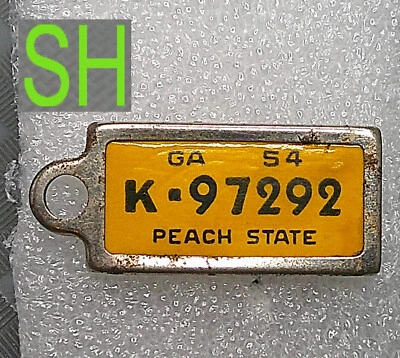 SH
GA 54
K·97292
PEACH STATE